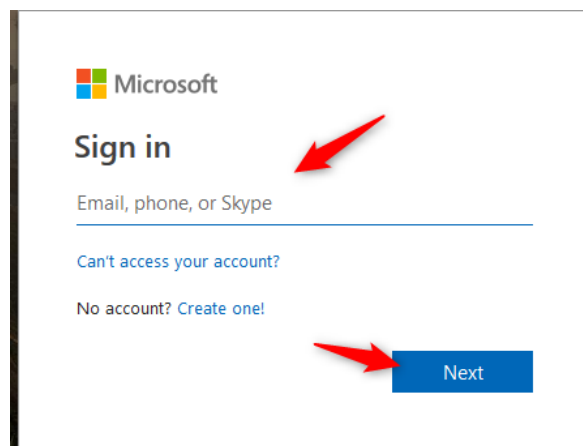 Microsoft
Sign in
Email, phone, or Skype
Can't access your account?
No account? Create one!
Next